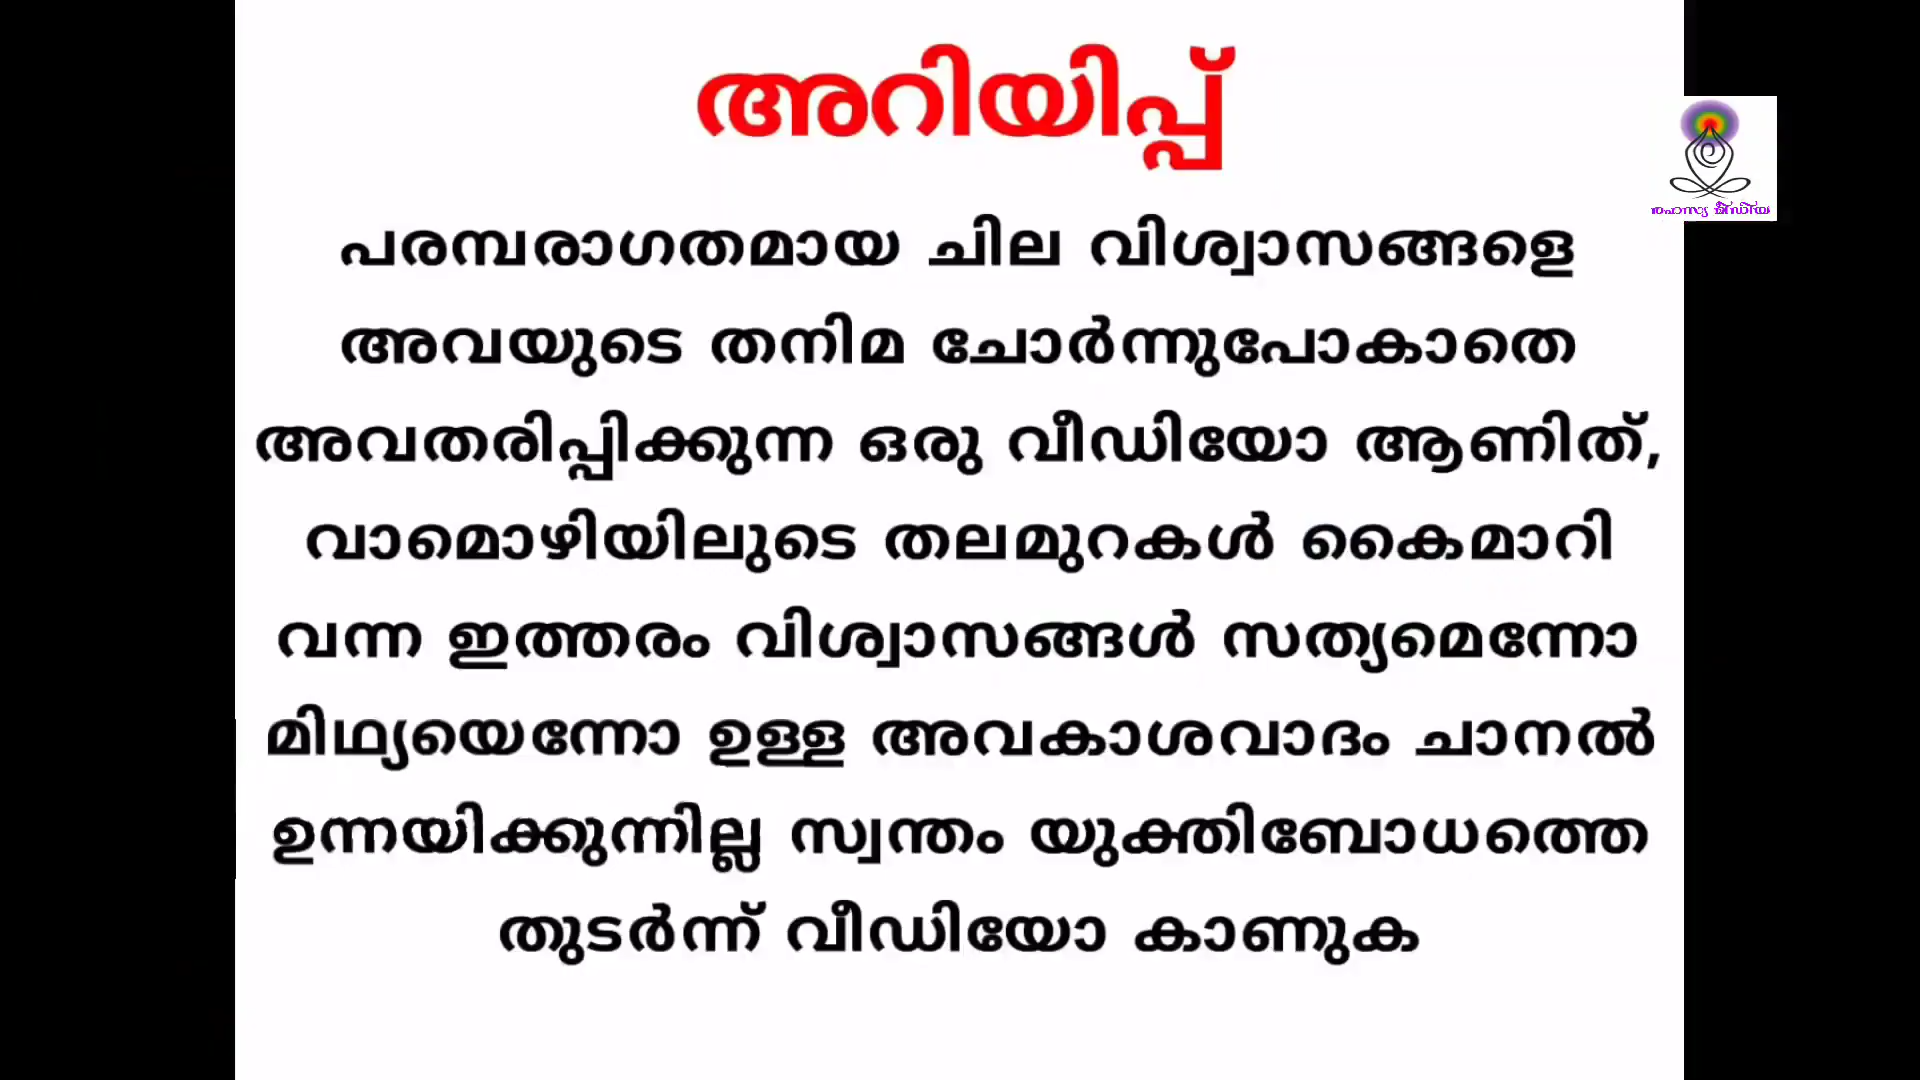 അറിയിപ്പ്
പരമ്പരാഗതമായ ചില വിശ്വാസങ്ങളെ
അവയുടെ തനിമ ചോർന്നുപോകാതെ
അവതരിപ്പിക്കുന്ന ഒരു വീഡിയോ ആണിത്,
വാമൊഴിയിലുടെ തലമുറകൾ കൈമാറി
വന്ന ഇത്തരം വിശ്വാസങ്ങൾ സത്യമെന്നോ
മിഥ്യയെന്നോ ഉള്ള അവകാശവാദം ചാനൽ
ഉന്നയിക്കുന്നില്ല സ്വന്തം യുക്തിബോധത്തെ
തുടർന്ന് വീഡിയോ കാണുക
രഹസ്യ മീഡിയ